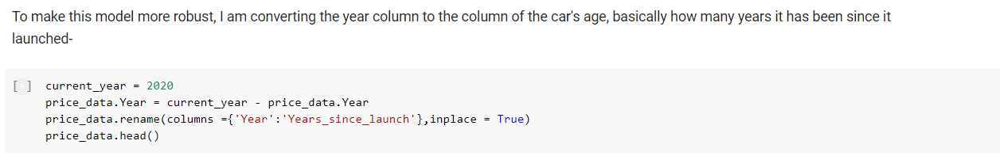 To make this model more robust, I am converting the year column to the column of the car's age, basically how many years it has been since it
launched-
[ ] current_year = 2020
price_data.Year = current_year - price_data.Year
price_data.rename(columns ={'Year':'Years_since_launch'},inplace = True)
price_data.head()